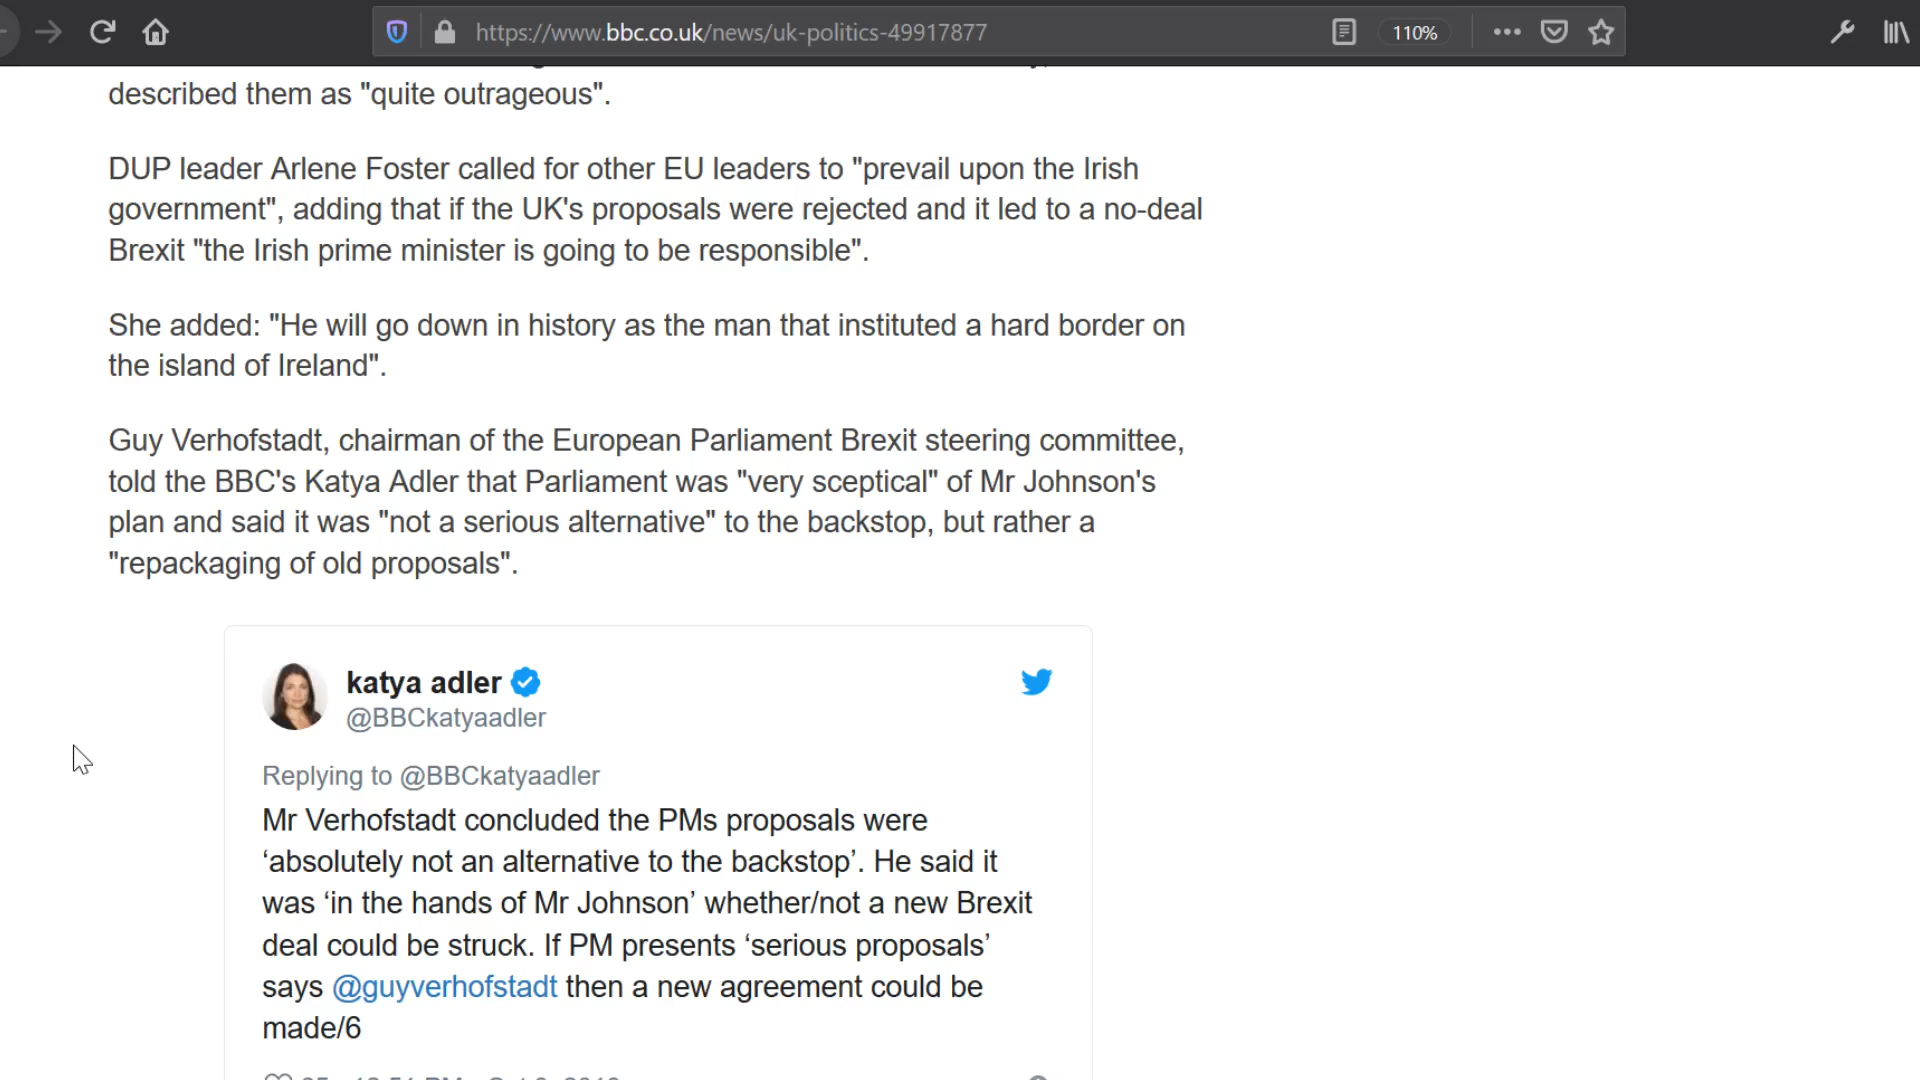 https://www.bbc.co.uk/news/uk-politics-49917877
110%
described them as "quite outrageous".
DUP leader Arlene Foster called for other EU leaders to "prevail upon the Irish
government", adding that if the UK's proposals were rejected and it led to a no-deal
Brexit "the Irish prime minister is going to be responsible".
She added: "He will go down in history as the man that instituted a hard border on
the island of Ireland".
Guy Verhofstadt, chairman of the European Parliament Brexit steering committee,
told the BBC's Katya Adler that Parliament was "very sceptical" of Mr Johnson's
plan and said it was "not a serious alternative" to the backstop, but rather a
"repackaging of old proposals".
katya adler
@BBCkatyaadler
Replying to @BBCkatyaadler
Mr Verhofstadt concluded the PMs proposals were
‘absolutely not an alternative to the backstop’. He said it
was ‘in the hands of Mr Johnson’ whether/not a new Brexit
deal could be struck. If PM presents ‘serious proposals’
says @guyverhofstadt then a new agreement could be
made/6